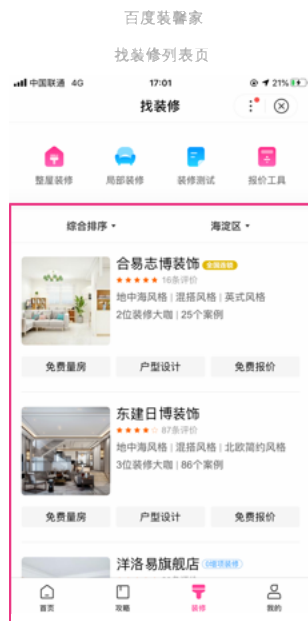 百度装馨家
找装修列表页
中国联通 4G 17:01 21%
找装修
整屋装修 局部装修 装修测试 报价工具
综合排序 海淀区
合易志博装饰
16条评价
地中海风格 | 混搭风格 | 英式风格
2位装修大咖 | 25个案例
免费量房 户型设计 免费报价
东建日博装饰
87条评价
地中海风格 | 混搭风格 | 北欧简约风格
3位装修大咖 | 86个案例
免费量房 户型设计 免费报价
洋洛易旗舰店
首页 攻略 装修 我的